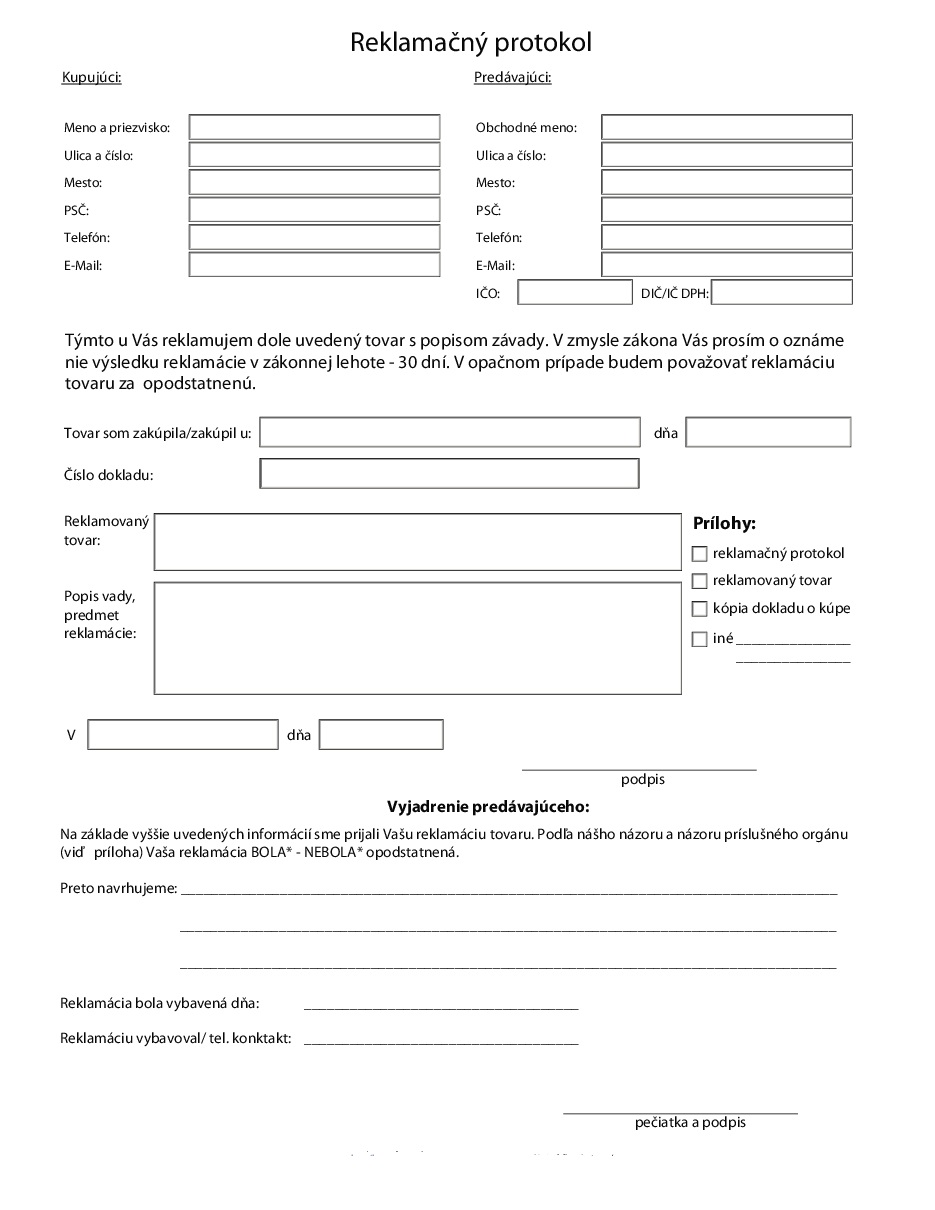 Reklamačný protokol
Kupujúci:
Meno a priezvisko:
Ulica a číslo:
Mesto:
PSČ:
Telefón:
E-Mail:
Predávajúci:
Obchodné meno:
Ulica a číslo:
Mesto:
PSČ:
Telefón:
E-Mail:
IČO: DIČ/IČ DPH:
Týmto u Vás reklamujem dole uvedený tovar s popisom závady. V zmysle zákona Vás prosím o oznáme
nie výsledku reklamácie v zákonnej lehote - 30 dní. V opačnom prípade budem považovať reklamáciu
tovaru za opodstatnenú.
Tovar som zakúpila/zakúpil u: dňa
Číslo dokladu:
Reklamovaný
tovar:
Popis vady,
predmet
reklamácie:
Prílohy:
reklamačný protokol
reklamovaný tovar
kópia dokladu o kúpe
iné _______________
_______________
V dňa
podpis
Vyjadrenie predávajúceho:
Na základe vyššie uvedených informácií sme prijali Vašu reklamáciu tovaru. Podľa nášho názoru a názoru príslušného orgánu
(viď príloha) Vaša reklamácia BOLA* - NEBOLA* opodstatnená.
Preto navrhujeme:
Reklamácia bola vybavená dňa:
Reklamáciu vybavoval/ tel. konktakt:
pečiatka a podpis